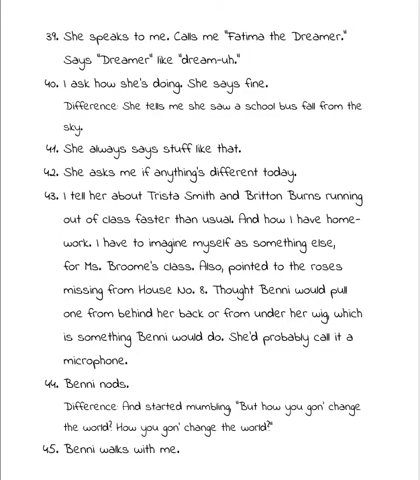 39. She speaks to me. Calls me "Fatima the Dreamer."
Says "Dreamer" like "dream-uh."
40. I ask how she's doing. She says fine.
Difference: She tells me she saw a school bus fall from the
sky.
41. She always says stuff like that.
42. She asks me if anything's different today.
43. I tell her about Trista Smith and Britton Burns running
out of class faster than usual. And how I have home-
work. I have to imagine myself as something else,
for Ms. Broome's class. Also, pointed to the roses
missing from House No. 8. Thought Benni would pull
one from behind her back or from under her wig, which
is something Benni would do. She'd probably call it a
microphone.
44. Benni nods.
Difference: And started mumbling, "But how you gon' change
the world? How you gon' change the world?"
45. Benni walks with me.